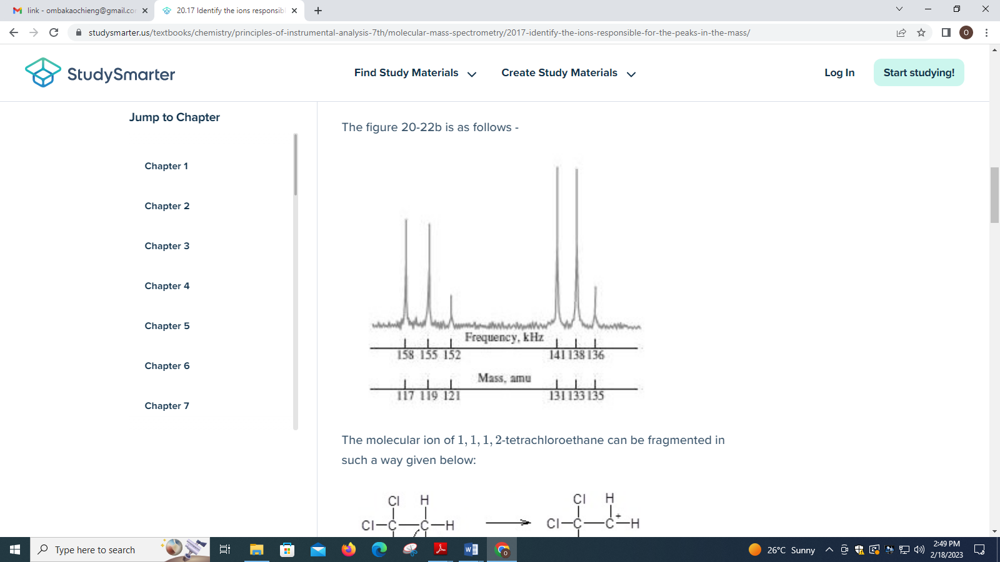 link - ombakaochieng@gmail.co
20.17 Identify the ions responsibl
studysmarter.us/textbooks/chemistry/principles-of-instrumental-analysis-7th/molecular-mass-spectrometry/2017-identify-the-ions-responsible-for-the-peaks-in-the-mass/
O
StudySmarter
Find Study Materials
Create Study Materials
Log In
Start studying!
Jump to Chapter
Chapter 1
Chapter 2
Chapter 3
Chapter 4
Chapter 5
Chapter 6
Chapter 7
The figure 20-22b is as follows -
Frequency, kHz
158 155 152 141 138 136
Mass, amu
117 119 121 131 133 135
The molecular ion of 1, 1, 1, 2-tetrachloroethane can be fragmented in
such a way given below:
Cl H Cl H
Cl-C-C-H Cl-C-C+-H
Type here to search
26°C Sunny
2:49 PM
2/18/2023